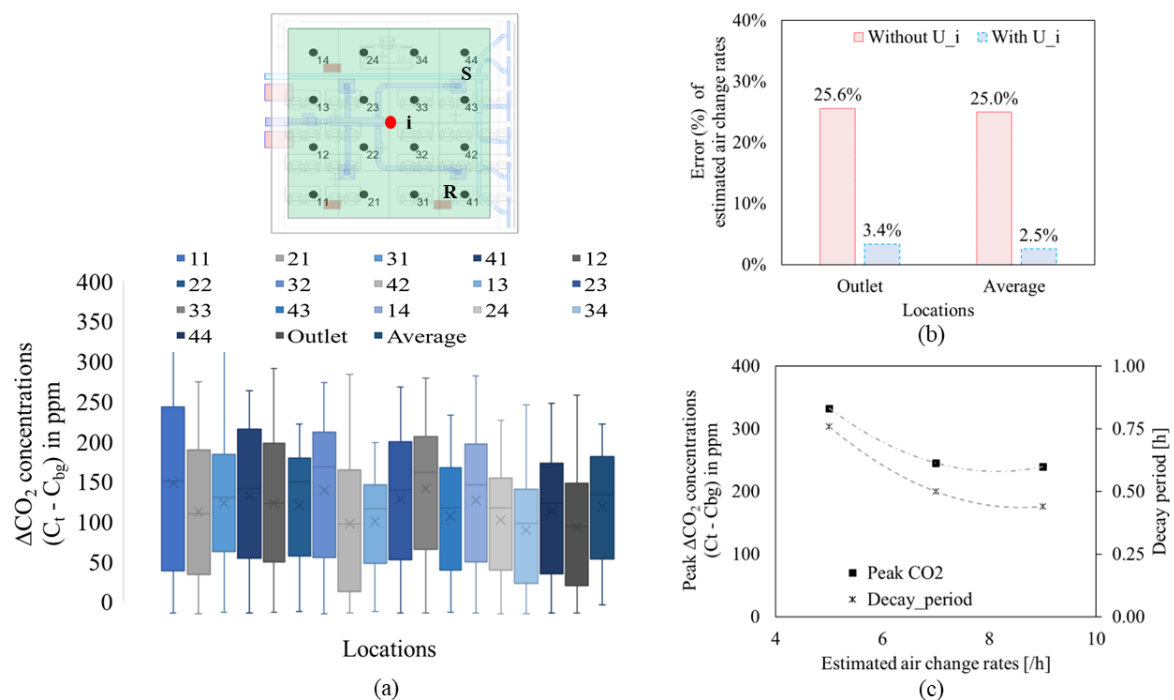 14 24 34 44
S
13 23 33 43
i
12 22 32 42
R
11 21 31 41
11 21 31 41 12
22 32 42 13 23
33 43 14 24 34
44 Outlet Average
400
350
300
250
200
150
100
50
0
ΔCO₂ concentrations
(Cₜ - C_bg) in ppm
Locations
(a)
40%
30%
20%
10%
0%
Error (%) of
estimated air change rates
Without U_i With U_i
25.6% 25.0%
3.4% 2.5%
Outlet Average
Locations
(b)
400
300
200
100
0
Peak ΔCO₂ concentrations
(Ct - Cbg) in ppm
1.00
0.75
0.50
0.25
0.00
Decay period [h]
Peak CO2
Decay_period
4 6 8 10
Estimated air change rates [/h]
(c)